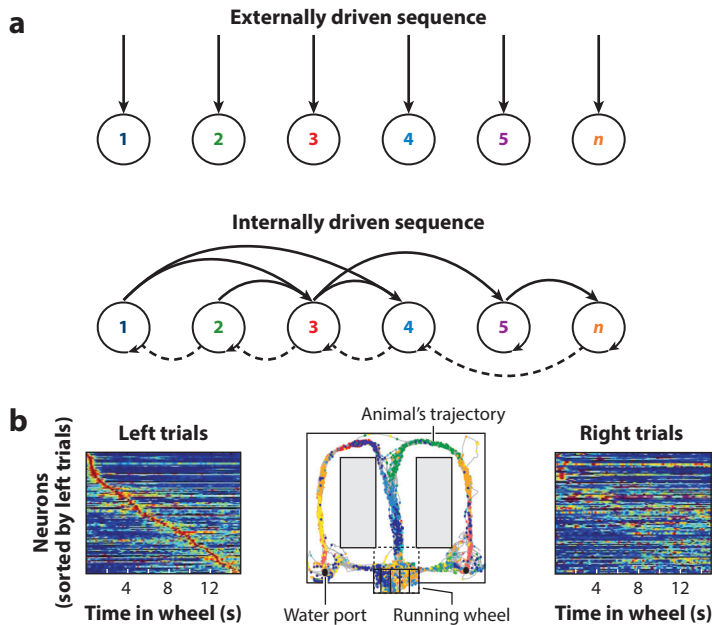 a
Externally driven sequence
1 2 3 4 5 n
Internally driven sequence
1 2 3 4 5 n
b
Left trials
Neurons
(sorted by left trials)
4 8 12
Time in wheel (s)
Animal's trajectory
Water port
Running wheel
Right trials
4 8 12
Time in wheel (s)